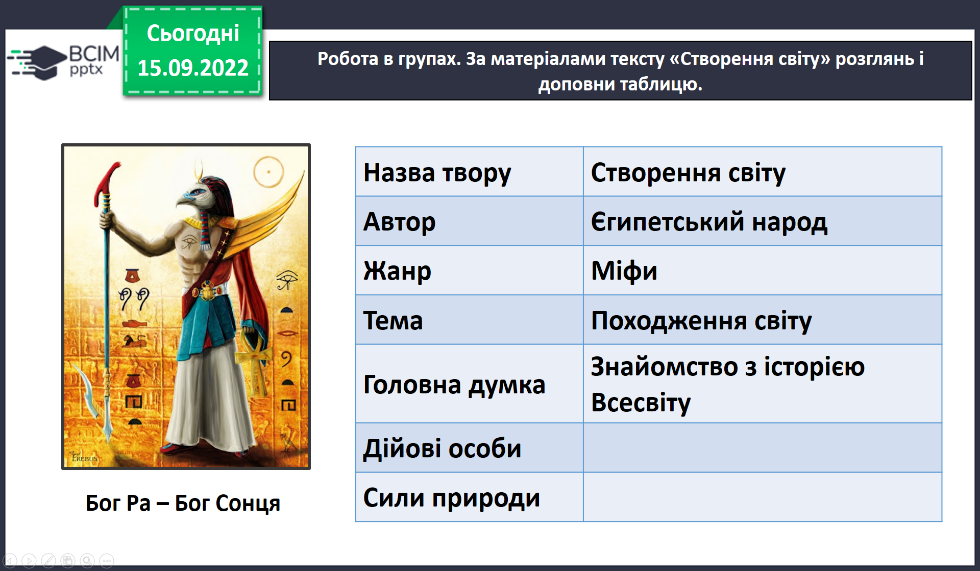 Сьогодні
15.09.2022
BCIM
pptx
Робота в групах. За матеріалами тексту «Створення світу» розглянь і
доповни таблицю.
Назва твору
Створення світу
Автор
Єгипетський народ
Жанр
Міфи
Тема
Походження світу
Головна думка
Знайомство з історією
Всесвіту
Дійові особи
Сили природи
Бог Ра – Бог Сонця